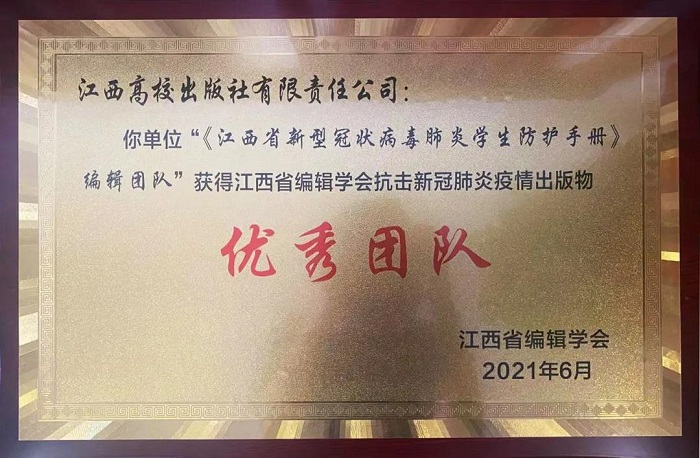 江西高校出版社有限责任公司：
你单位“《江西省新型冠状病毒肺炎学生防护手册》
编辑团队”获得江西省编辑学会抗击新冠肺炎疫情出版物
优秀团队
江西省编辑学会
2021年6月